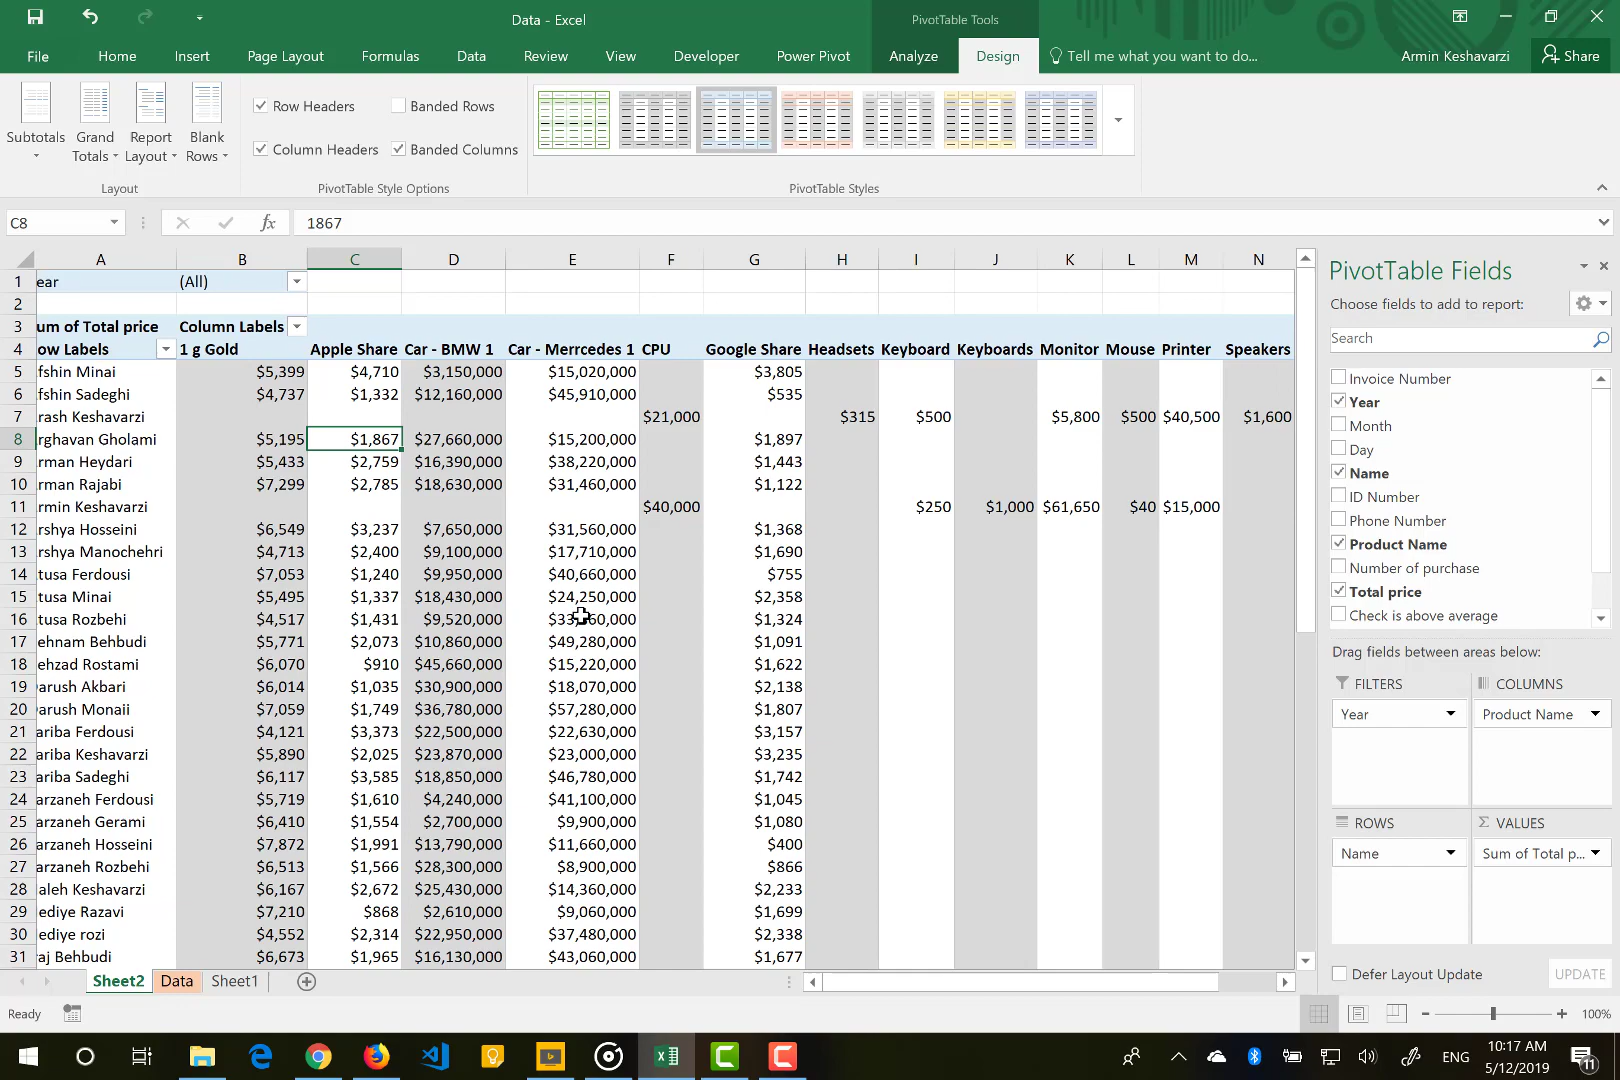 Data - Excel
PivotTable Tools
File Home Insert Page Layout Formulas Data Review View Developer Power Pivot Analyze Design Tell me what you want to do... Armin Keshavarzi Share
Subtotals
Grand Totals
Report Layout
Blank Rows
Row Headers Banded Rows
Column Headers Banded Columns
Layout PivotTable Style Options PivotTable Styles
C8 fx 1867
A B C D E F G H I J K L M N
1 ear (All)
2
3 um of Total price Column Labels
4 ow Labels 1 g Gold Apple Share Car - BMW 1 Car - Merrcedes 1 CPU Google Share Headsets Keyboard Keyboards Monitor Mouse Printer Speakers
5 fshin Minai $5,399 $4,710 $3,150,000 $15,020,000 $3,805
6 fshin Sadeghi $4,737 $1,332 $12,160,000 $45,910,000 $535
7 rash Keshavarzi $21,000 $315 $500 $5,800 $500 $40,500 $1,600
8 rghavan Gholami $5,195 $1,867 $27,660,000 $15,200,000 $1,897
9 rman Heydari $5,433 $2,759 $16,390,000 $38,220,000 $1,443
10 rman Rajabi $7,299 $2,785 $18,630,000 $31,460,000 $1,122
11 rmin Keshavarzi $40,000 $250 $1,000 $61,650 $40 $15,000
12 rshya Hosseini $6,549 $3,237 $7,650,000 $31,560,000 $1,368
13 rshya Manochehri $4,713 $2,400 $9,100,000 $17,710,000 $1,690
14 tusa Ferdousi $7,053 $1,240 $9,950,000 $40,660,000 $755
15 tusa Minai $5,495 $1,337 $18,430,000 $24,250,000 $2,358
16 tusa Rozbehi $4,517 $1,431 $9,520,000 $1,324
17 ehnam Behbudi $5,771 $2,073 $10,860,000 $49,280,000 $1,091
18 ehzad Rostami $6,070 $910 $45,660,000 $15,220,000 $1,622
19 arush Akbari $6,014 $1,035 $30,900,000 $18,070,000 $2,138
20 arush Monaii $7,059 $1,749 $36,780,000 $57,280,000 $1,807
21 ariba Ferdousi $4,121 $3,373 $22,500,000 $22,630,000 $3,157
22 ariba Keshavarzi $5,890 $2,025 $23,870,000 $23,000,000 $3,235
23 ariba Sadeghi $6,117 $3,585 $18,850,000 $46,780,000 $1,742
24 arzaneh Ferdousi $5,719 $1,610 $4,240,000 $41,100,000 $1,045
25 arzaneh Gerami $6,410 $1,554 $2,700,000 $9,900,000 $1,080
26 arzaneh Hosseini $7,872 $1,991 $13,790,000 $11,660,000 $400
27 arzaneh Rozbehi $6,513 $1,566 $28,300,000 $8,900,000 $866
28 aleh Keshavarzi $6,167 $2,672 $25,430,000 $14,360,000 $2,233
29 ediye Razavi $7,210 $868 $2,610,000 $9,060,000 $1,699
30 ediye rozi $4,552 $2,314 $22,950,000 $37,480,000 $2,338
31 aj Behbudi $6,673 $1,965 $16,130,000 $43,060,000 $1,677
Sheet2 Data Sheet1
Ready
100%
PivotTable Fields
Choose fields to add to report:
Search
Invoice Number
Year
Month
Day
Name
ID Number
Phone Number
Product Name
Number of purchase
Total price
Check is above average
Drag fields between areas below:
FILTERS COLUMNS
Year Product Name
ROWS Σ VALUES
Name Sum of Total p...
Defer Layout Update UPDATE
ENG
10:17 AM
5/12/2019
11